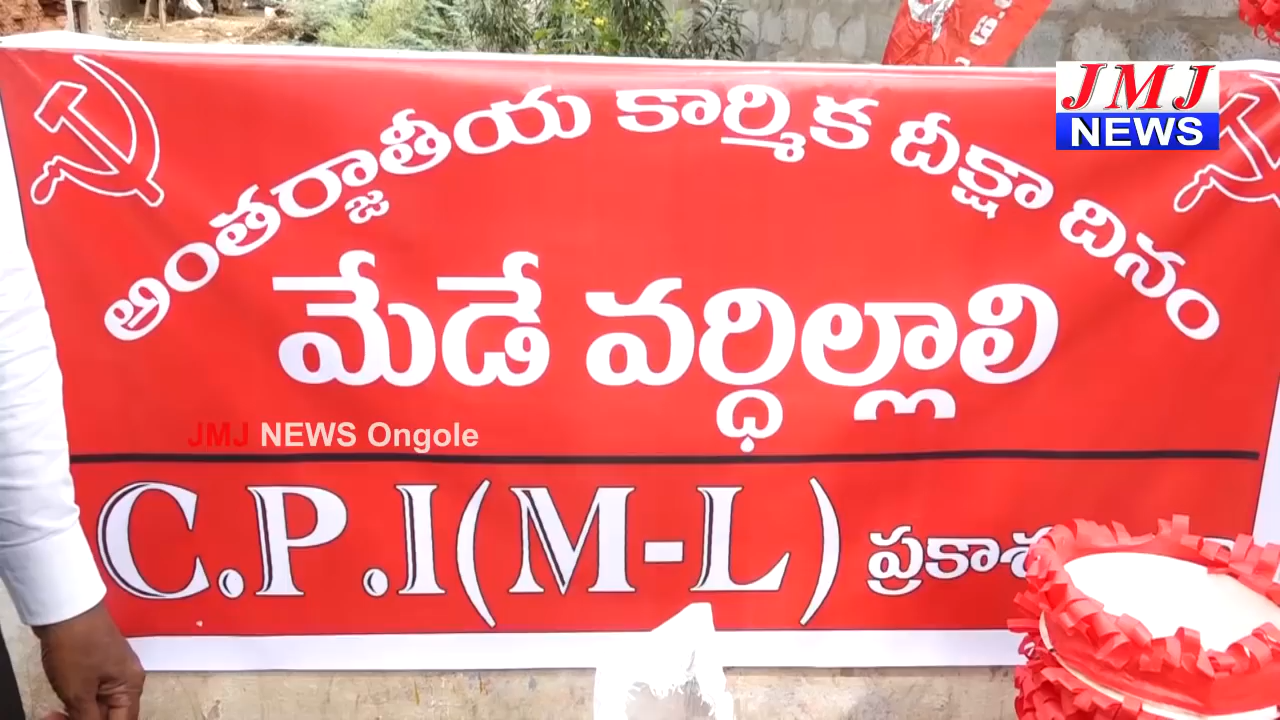 JMJ
NEWS
అంతర్జాతీయ కార్మిక దీక్షా దినం
మేడే వర్ధిల్లాలి
JMJ NEWS Ongole
C.P.I(M-L)